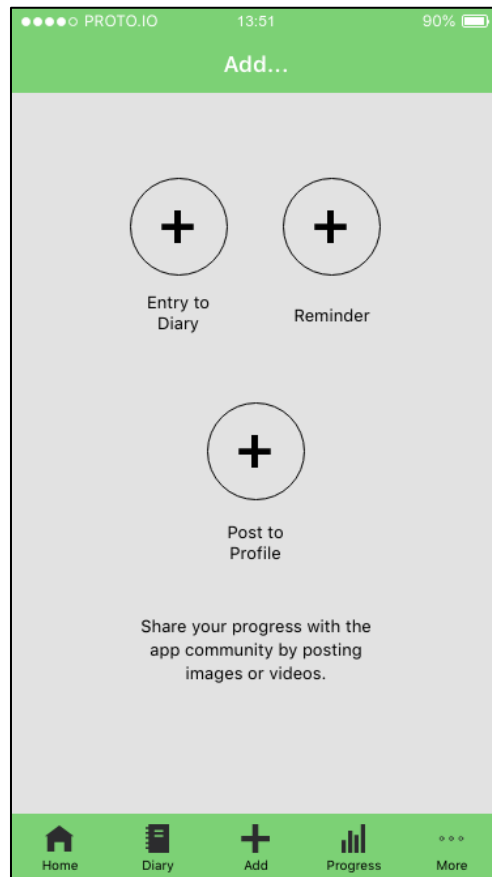 PROTO.IO 13:51 90%
Add...
Entry to
Diary
Reminder
Post to
Profile
Share your progress with the
app community by posting
images or videos.
Home Diary Add Progress More